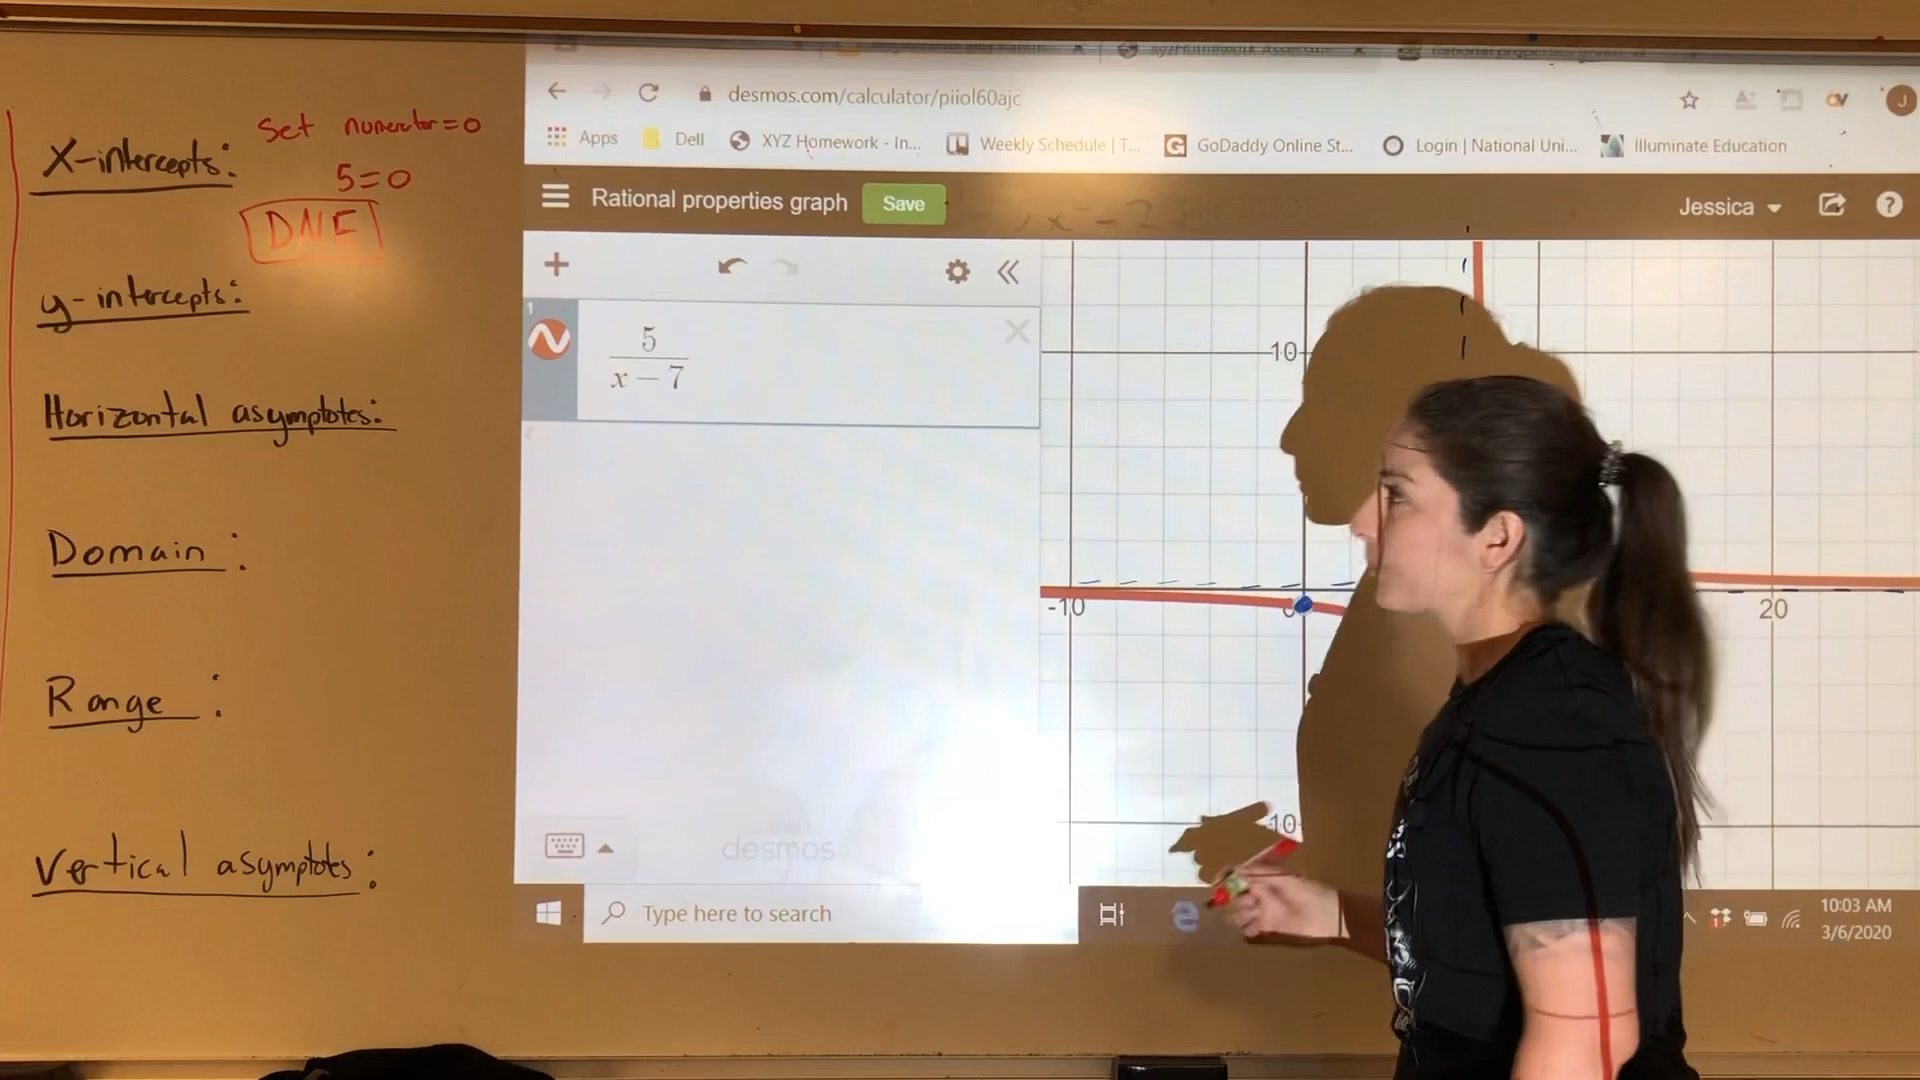 X-intercepts:
Set numerator=0
5=0
DNE
y-intercepts:
Horizontal asymptotes:
Domain :
Range :
Vertical asymptotes:
desmos.com/calculator/piiol60ajc
Apps Dell XYZ Homework - In... Weekly Schedule | T... GoDaddy Online St... Login | National Uni... Illuminate Education
Rational properties graph Save Jessica
1
5
x − 7
10
-10 0 20
10
desmos
Type here to search
10:03 AM
3/6/2020